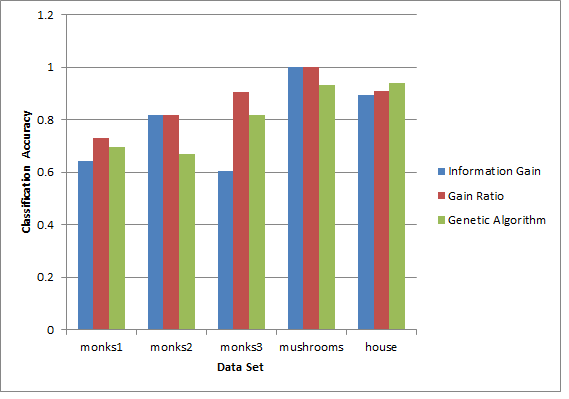 1.2
1
0.8
0.6
0.4
0.2
0
Classification Accuracy
monks1 monks2 monks3 mushrooms house
Data Set
Information Gain
Gain Ratio
Genetic Algorithm